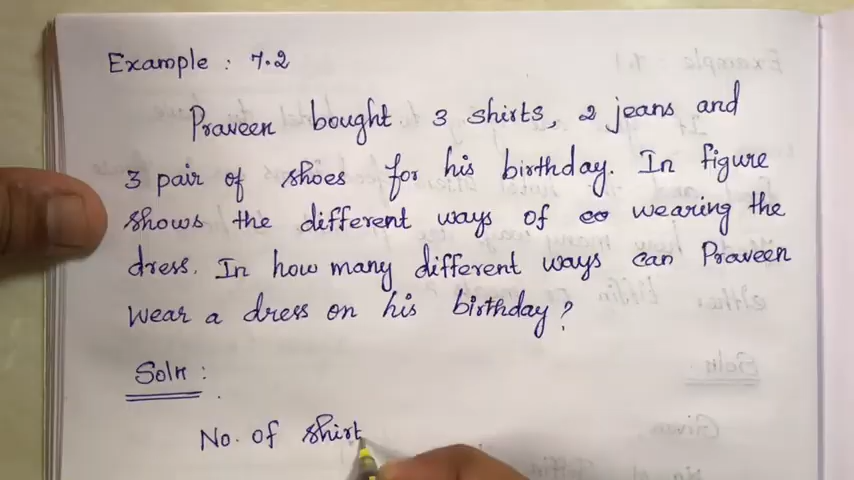 Example : 7.2
Praveen bought 3 shirts, 2 jeans and
3 pair of shoes for his birthday. In figure
shows the different ways of wearing the
dress. In how many different ways can Praveen
wear a dress on his birthday?
Soln :
No. of shirt